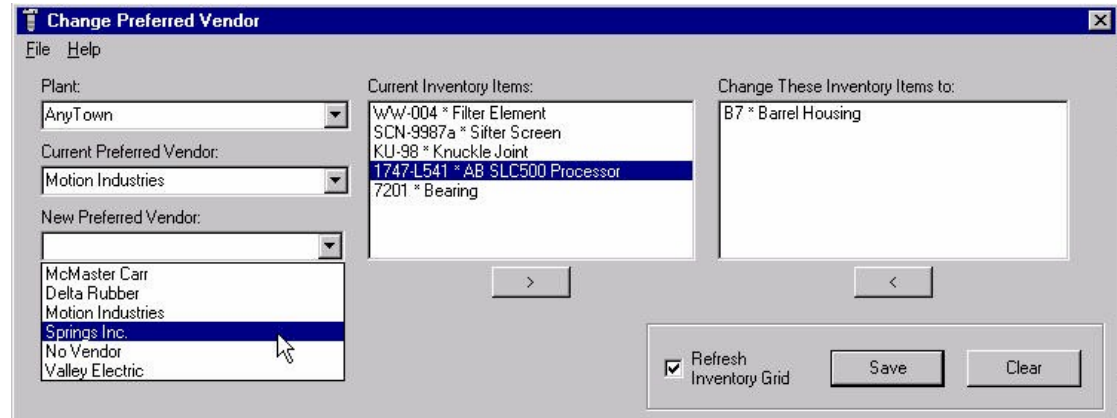 Change Preferred Vendor
File Help
Plant:
AnyTown
Current Preferred Vendor:
Motion Industries
New Preferred Vendor:
McMaster Carr
Delta Rubber
Motion Industries
Springs Inc.
No Vendor
Valley Electric
Current Inventory Items:
WW-004 * Filter Element
SCN-9987a * Sifter Screen
KU-98 * Knuckle Joint
1747-L541 * AB SLC500 Processor
7201 * Bearing
>
Change These Inventory Items to:
B7 * Barrel Housing
<
Refresh
Inventory Grid
Save
Clear